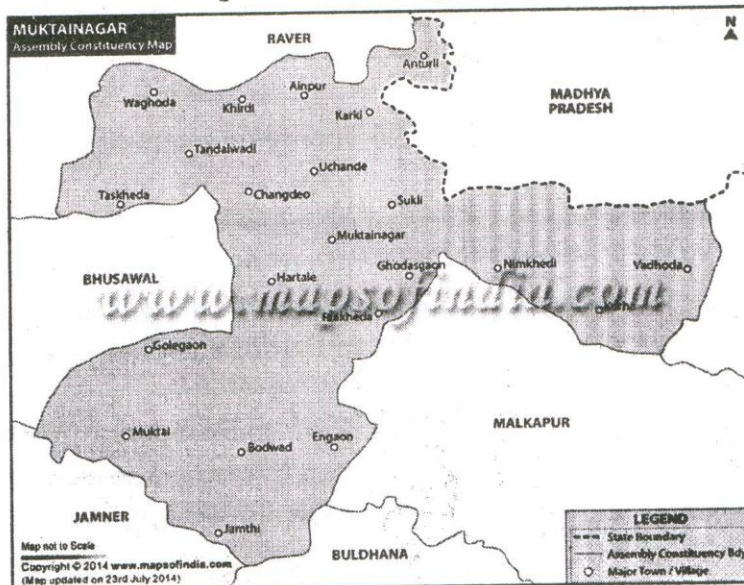 MUKTAINAGAR
Assembly Constituency Map
RAVER
N
Anturli
Waghoda
Khirdi
Ainpur
Karki
MADHYA
PRADESH
Tandalwadi
Uchande
Taskheda
Changdeo
Sukli
Muktainagar
BHUSAWAL
Hartale
Ghodasgaon
Nimkhedi
Vadhoda
www.mapsofindia.com
Golegaon
MALKAPUR
Muktal
Bodwad
Engaon
JAMNER
Jamthi
BULDHANA
LEGEND
State Boundary
Assembly Constituency Bdy
Major Town / Village
Map not to Scale
Copyright © 2014 www.mapsofindia.com
(Map updated on 23rd July 2014)